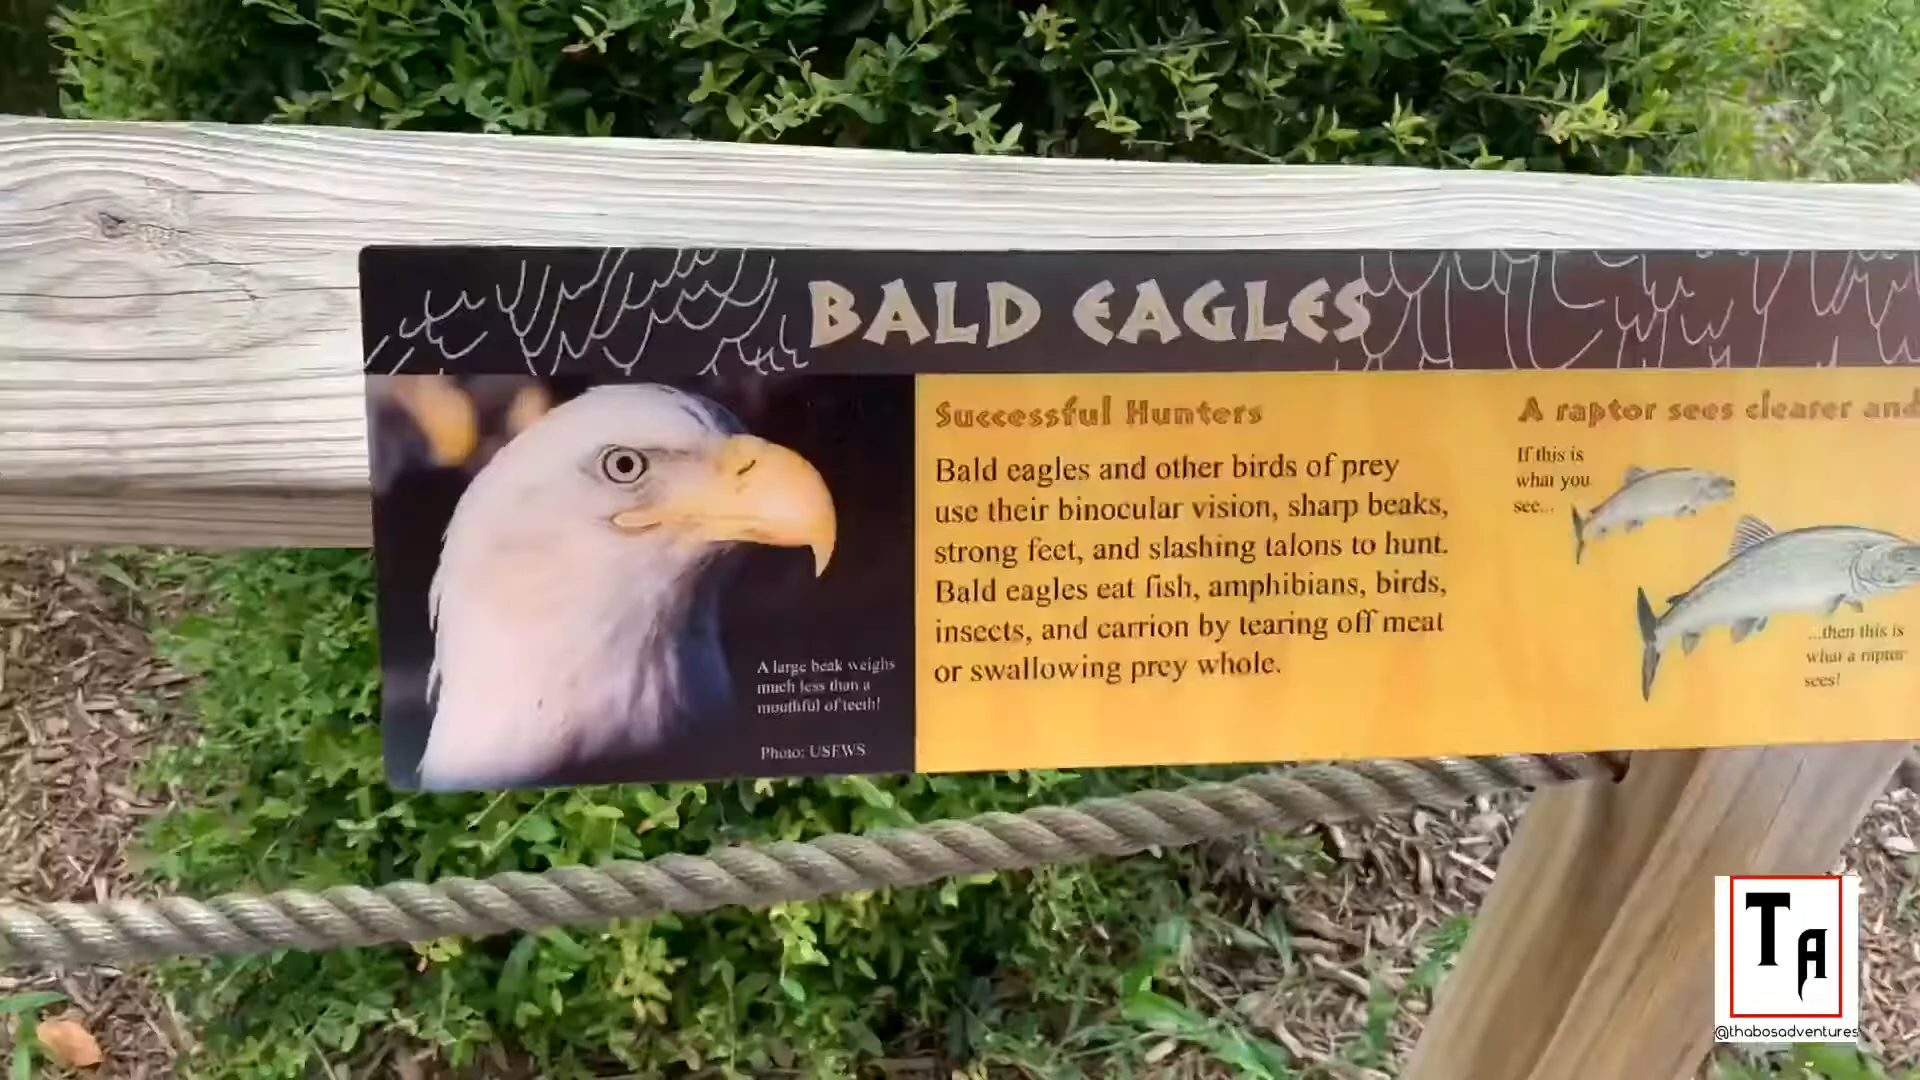 BALD EAGLES
Successful Hunters
Bald eagles and other birds of prey
use their binocular vision, sharp beaks,
strong feet, and slashing talons to hunt.
Bald eagles eat fish, amphibians, birds,
insects, and carrion by tearing off meat
or swallowing prey whole.
A large beak weighs
much less than a
mouthful of teeth!
Photo: USFWS
A raptor sees clearer and
If this is
what you
see...
...then this is
what a raptor
sees!
TA
@thabosadventures